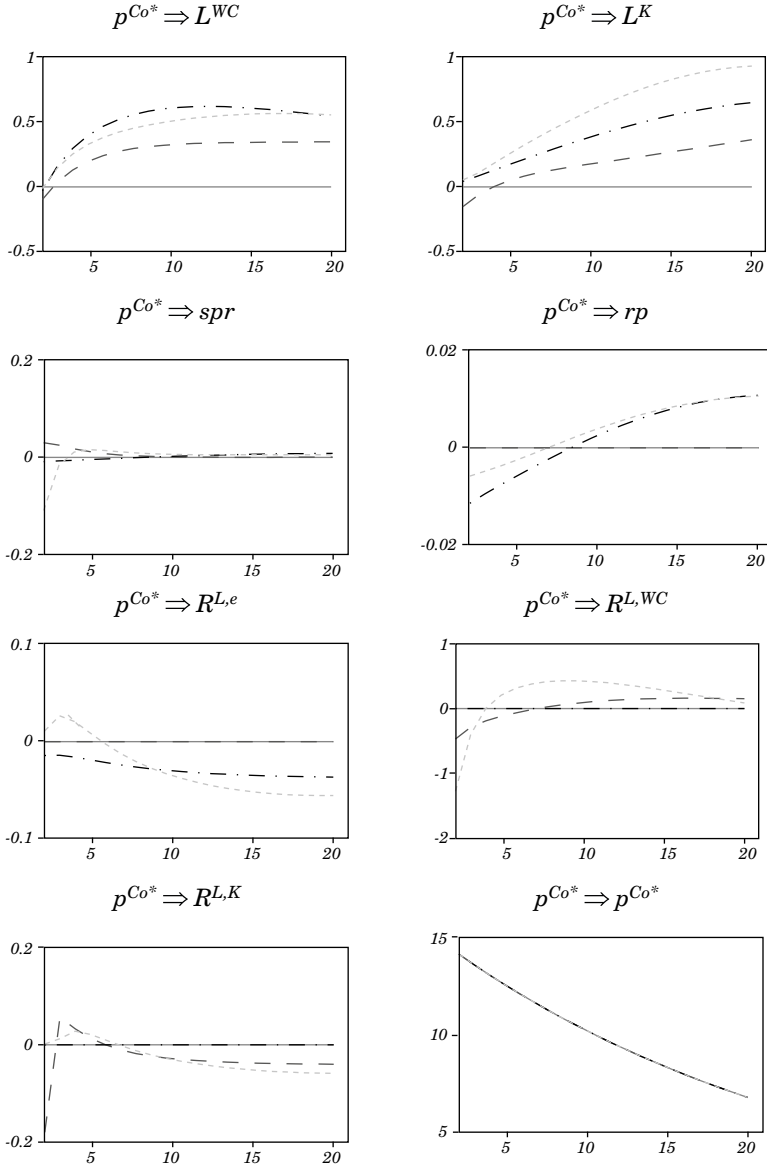 p^{Co*} ⇒ L^{WC}
p^{Co*} ⇒ L^{K}
1
0.5
0
-0.5
5 10 15 20
1
0.5
0
-0.5
5 10 15 20
p^{Co*} ⇒ spr
p^{Co*} ⇒ rp
0.2
0
-0.2
5 10 15 20
0.02
0
-0.02
5 10 15 20
p^{Co*} ⇒ R^{L,e}
p^{Co*} ⇒ R^{L,WC}
0.1
0
-0.1
5 10 15 20
1
0
-1
-2
5 10 15 20
p^{Co*} ⇒ R^{L,K}
p^{Co*} ⇒ p^{Co*}
0.2
0
-0.2
5 10 15 20
15
10
5
5 10 15 20